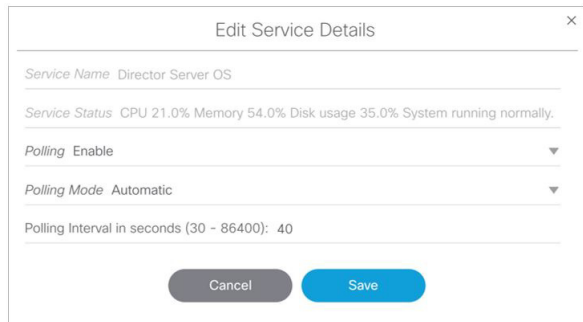 Edit Service Details
Service Name Director Server OS
Service Status CPU 21.0% Memory 54.0% Disk usage 35.0% System running normally.
Polling Enable
Polling Mode Automatic
Polling Interval in seconds (30 - 86400): 40
Cancel Save